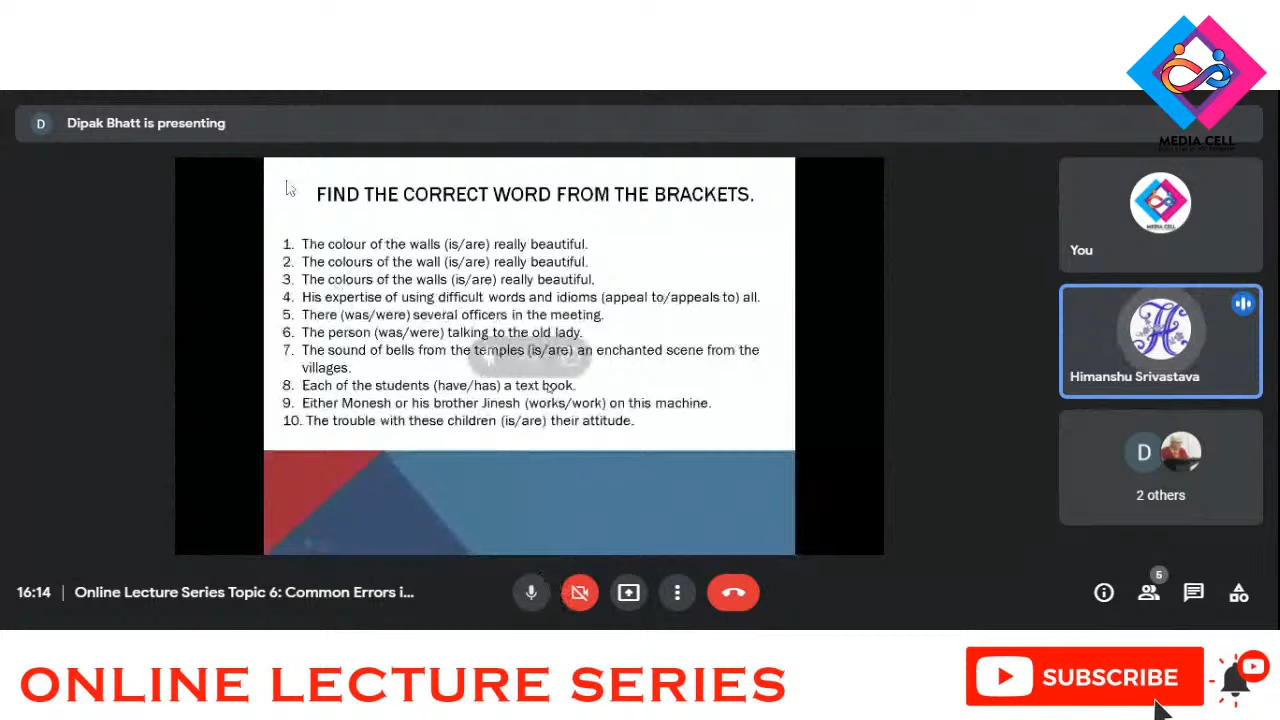 MEDIA CELL
D Dipak Bhatt is presenting
FIND THE CORRECT WORD FROM THE BRACKETS.
1. The colour of the walls (is/are) really beautiful.
2. The colours of the wall (is/are) really beautiful.
3. The colours of the walls (is/are) really beautiful.
4. His expertise of using difficult words and idioms (appeal to/appeals to) all.
5. There (was/were) several officers in the meeting.
6. The person (was/were) talking to the old lady.
7. The sound of bells from the temples (is/are) an enchanted scene from the
villages.
8. Each of the students (have/has) a text book.
9. Either Monesh or his brother Jinesh (works/work) on this machine.
10. The trouble with these children (is/are) their attitude.
MEDIA CELL
You
H
Himanshu Srivastava
D
2 others
16:14 | Online Lecture Series Topic 6: Common Errors i...
5
ONLINE LECTURE SERIES
SUBSCRIBE